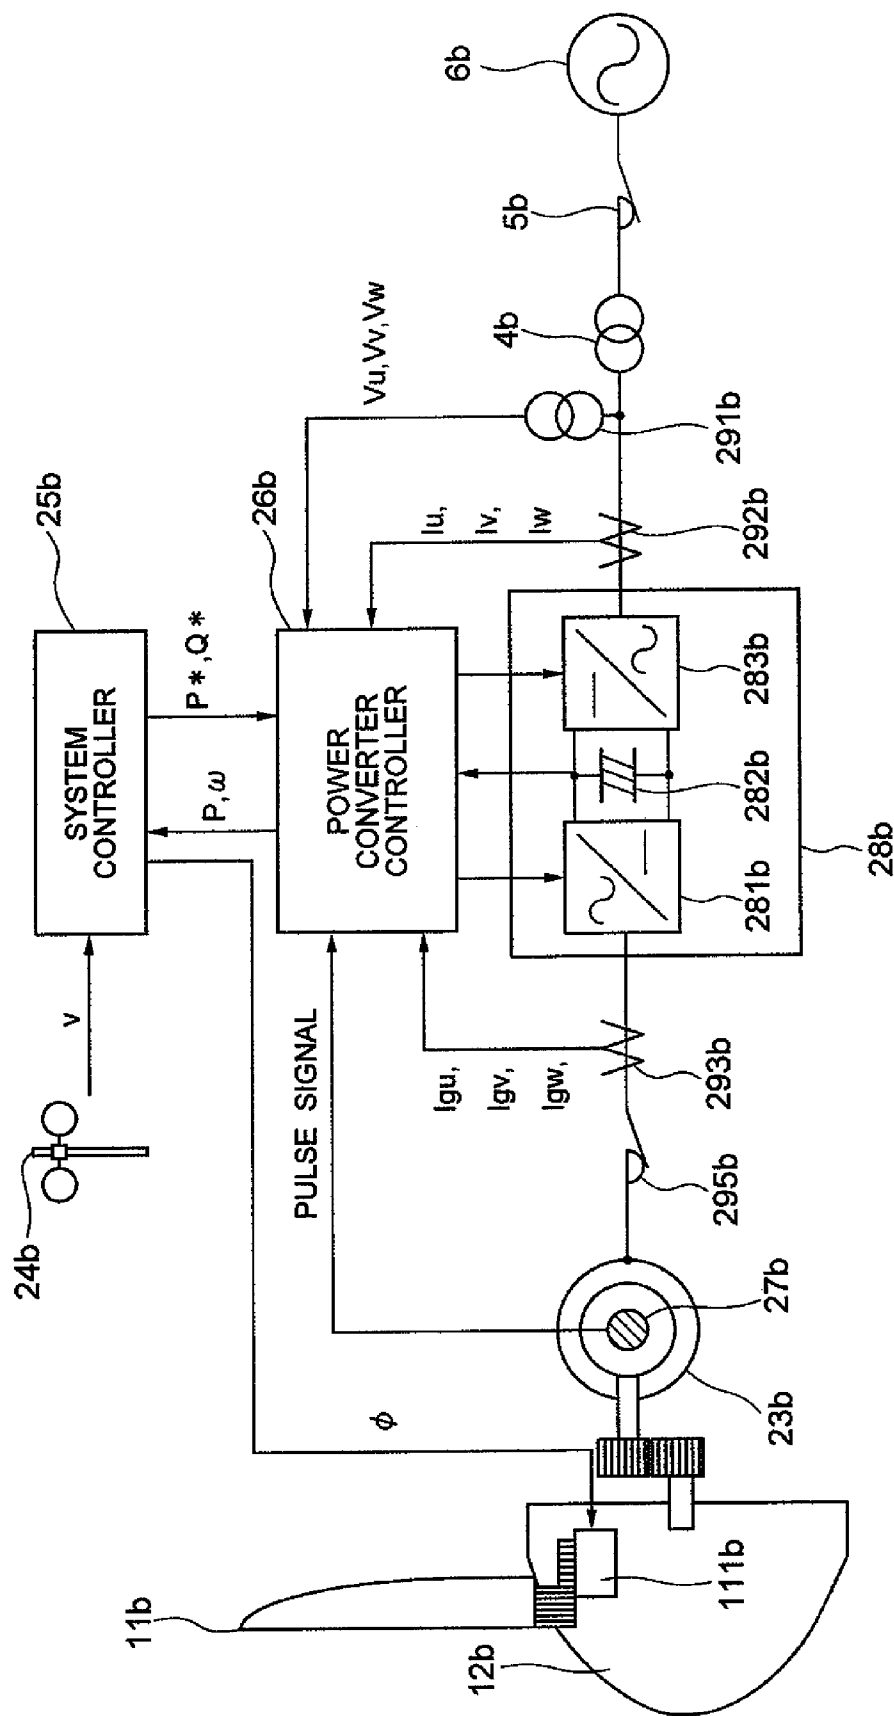 24b
v
25b
SYSTEM
CONTROLLER
P,ω
P*,Q*
26b
POWER
CONVERTER
CONTROLLER
PULSE SIGNAL
ϕ
Igu,
Igv,
Igw,
Iu,
Iv,
Iw
Vu,Vv,Vw
11b
12b
111b
23b
27b
295b
293b
281b
282b
283b
28b
292b
291b
4b
5b
6b